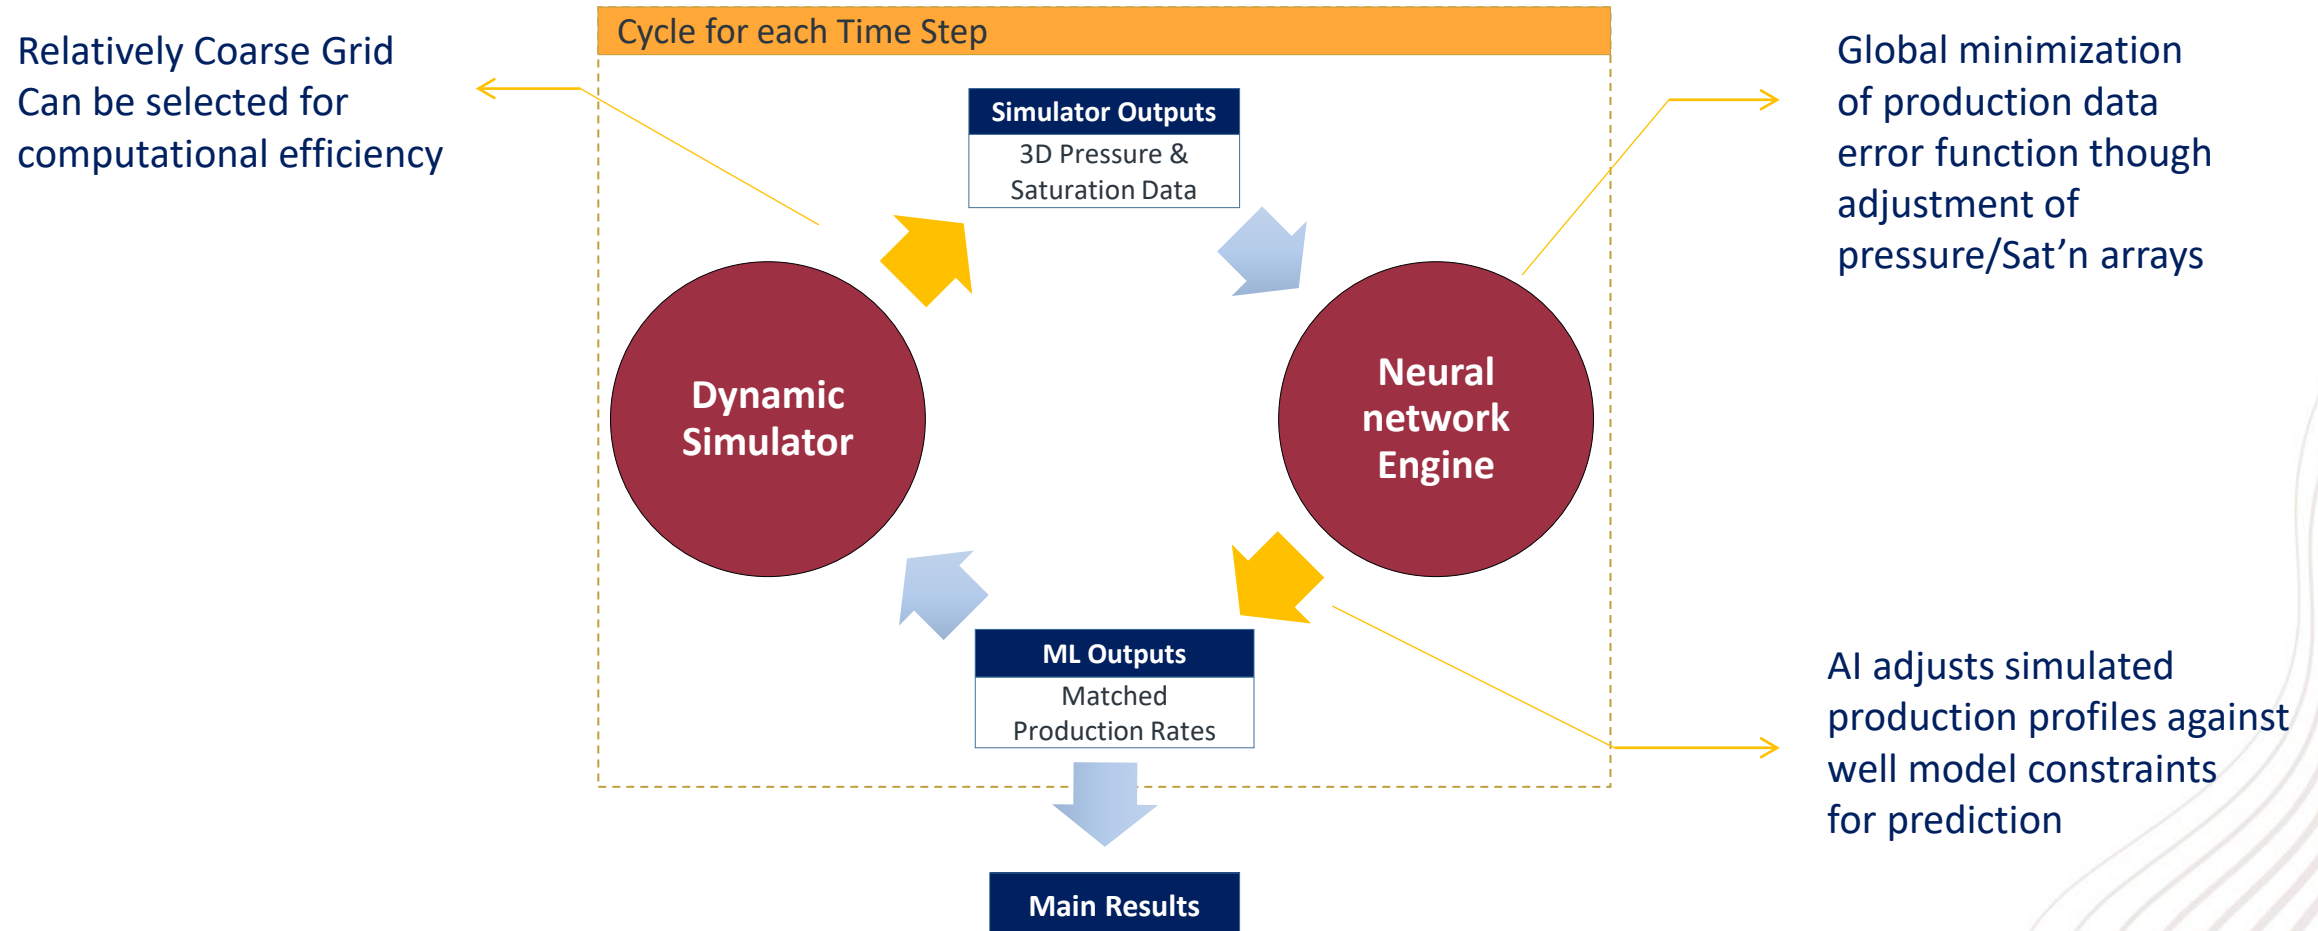 Cycle for each Time Step
Relatively Coarse Grid
Can be selected for
computational efficiency
Simulator Outputs
3D Pressure &
Saturation Data
Global minimization
of production data
error function though
adjustment of
pressure/Sat’n arrays
Dynamic
Simulator
Neural
network
Engine
ML Outputs
Matched
Production Rates
AI adjusts simulated
production profiles against
well model constraints
for prediction
Main Results